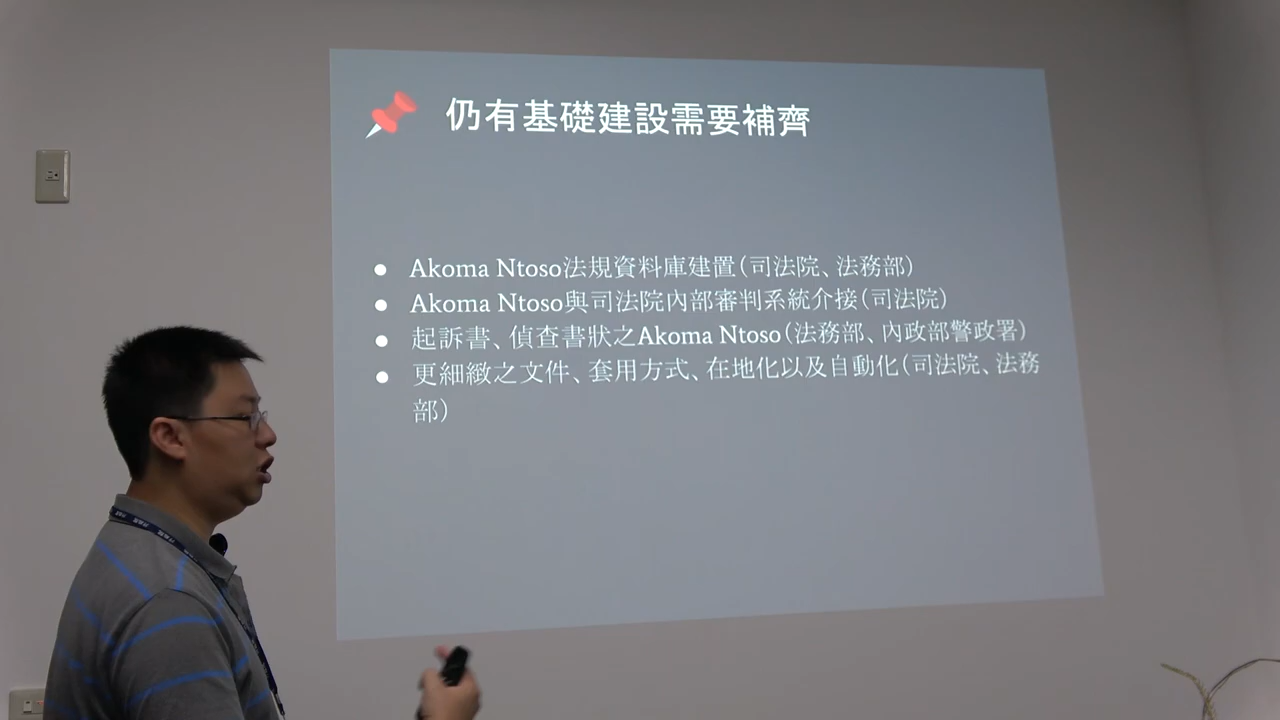 仍有基礎建設需要補齊
● Akoma Ntoso法規資料庫建置(司法院、法務部)
● Akoma Ntoso與司法院內部審判系統介接(司法院)
● 起訴書、偵查書狀之Akoma Ntoso(法務部、內政部警政署)
● 更細緻之文件、套用方式、在地化以及自動化(司法院、法務
部)